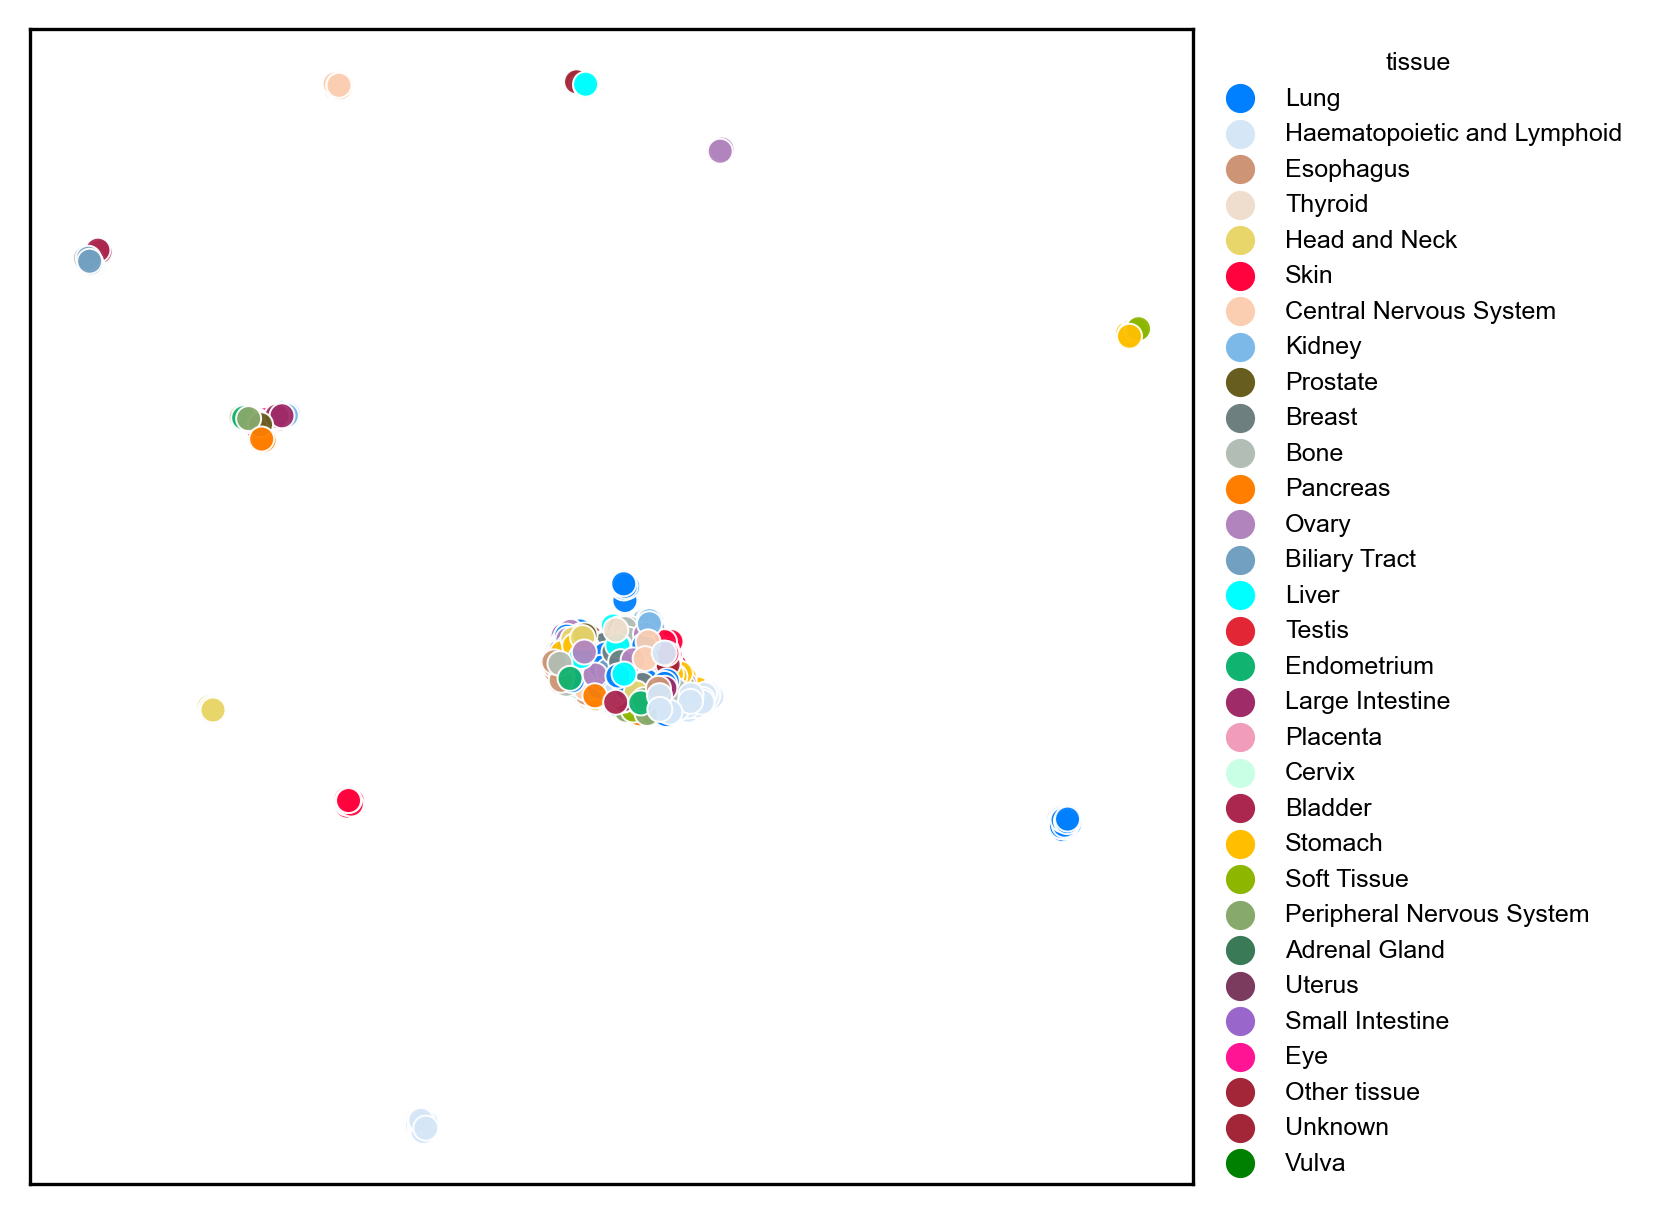 tissue
Lung
Haematopoietic and Lymphoid
Esophagus
Thyroid
Head and Neck
Skin
Central Nervous System
Kidney
Prostate
Breast
Bone
Pancreas
Ovary
Biliary Tract
Liver
Testis
Endometrium
Large Intestine
Placenta
Cervix
Bladder
Stomach
Soft Tissue
Peripheral Nervous System
Adrenal Gland
Uterus
Small Intestine
Eye
Other tissue
Unknown
Vulva